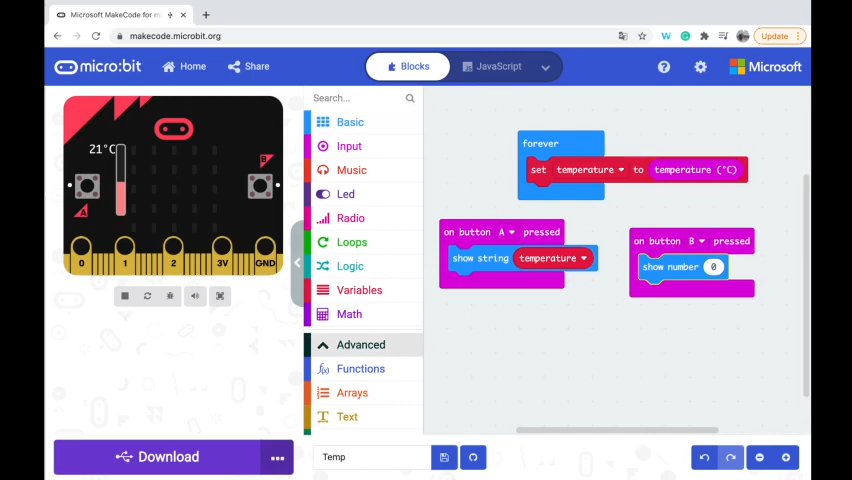 Microsoft MakeCode for m
makecode.microbit.org
Update
micro:bit
Home
Share
Blocks
JavaScript
Microsoft
21°C
A
B
0
1
2
3V
GND
Search...
Basic
Input
Music
Led
Radio
Loops
Logic
Variables
Math
Advanced
Functions
Arrays
Text
forever
set temperature to temperature (°C)
on button A pressed
show string temperature
on button B pressed
show number 0
Download
Temp